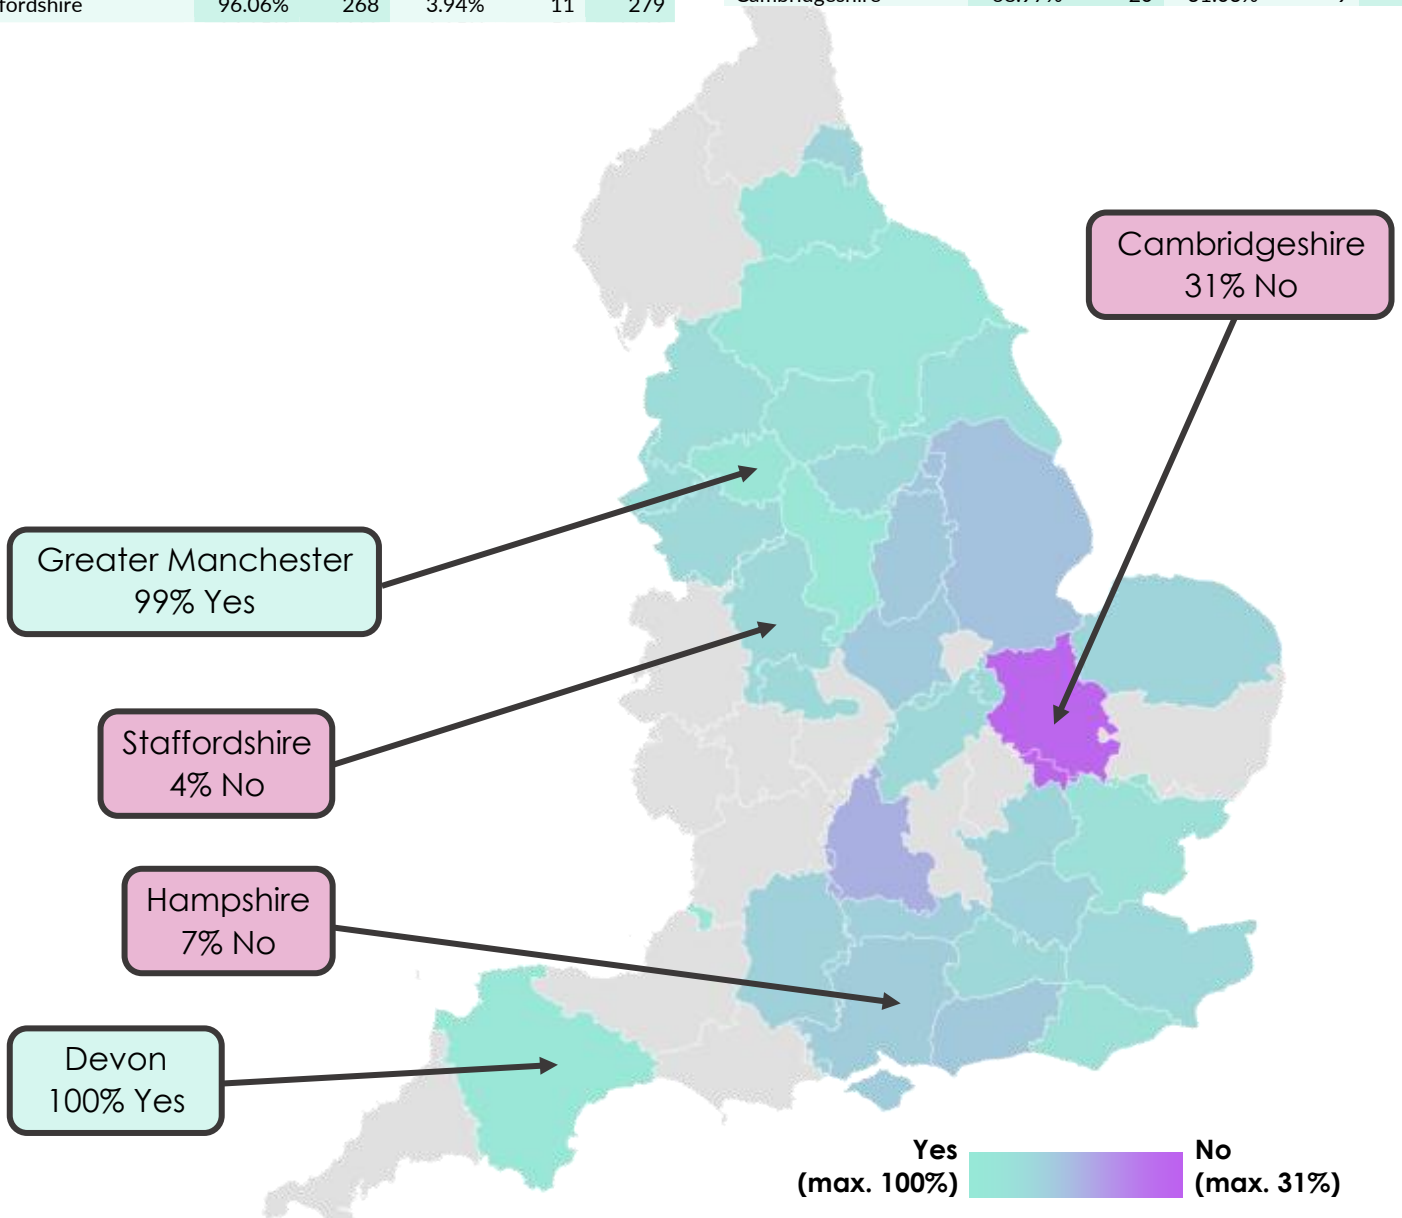 fordshire 96.06% 268 3.94% 11 279
Cambridgeshire
Cambridgeshire
31% No
Greater Manchester
99% Yes
Staffordshire
4% No
Hampshire
7% No
Devon
100% Yes
Yes
(max. 100%)
No
(max. 31%)